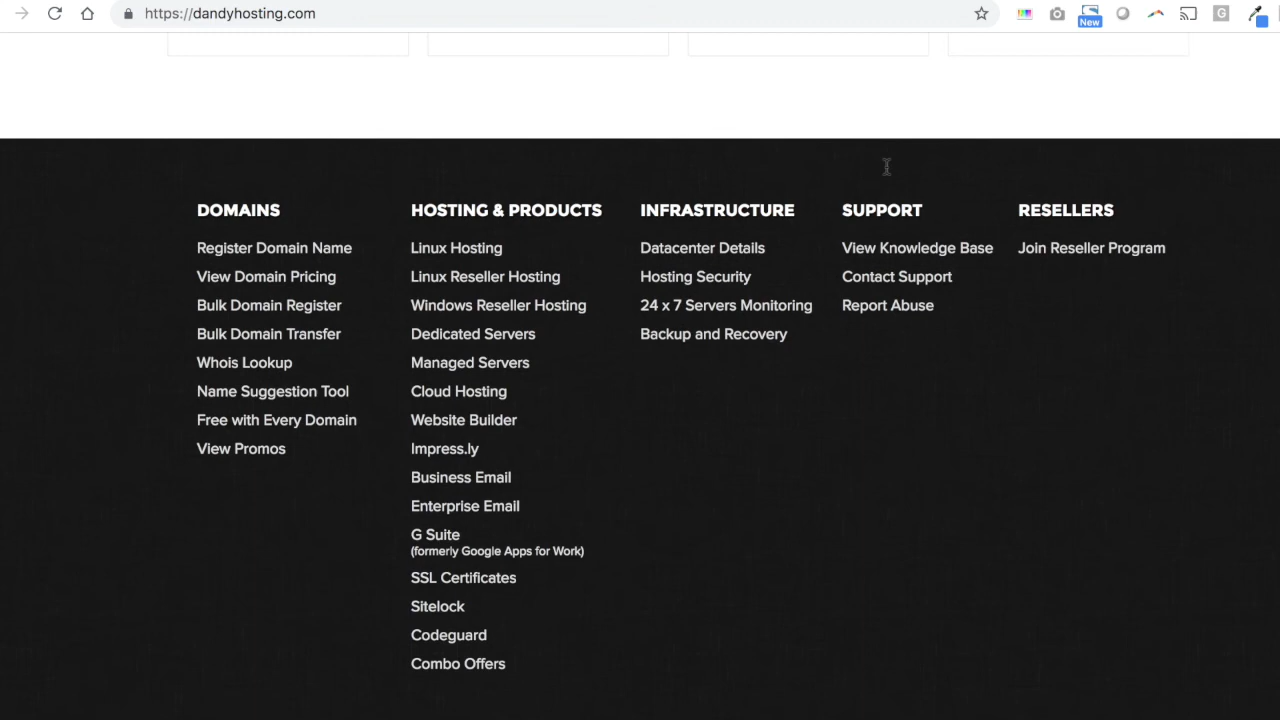 https://dandyhosting.com
New
G
DOMAINS
Register Domain Name
View Domain Pricing
Bulk Domain Register
Bulk Domain Transfer
Whois Lookup
Name Suggestion Tool
Free with Every Domain
View Promos
HOSTING & PRODUCTS
Linux Hosting
Linux Reseller Hosting
Windows Reseller Hosting
Dedicated Servers
Managed Servers
Cloud Hosting
Website Builder
Impress.ly
Business Email
Enterprise Email
G Suite
(formerly Google Apps for Work)
SSL Certificates
Sitelock
Codeguard
Combo Offers
INFRASTRUCTURE
Datacenter Details
Hosting Security
24 x 7 Servers Monitoring
Backup and Recovery
SUPPORT
View Knowledge Base
Contact Support
Report Abuse
RESELLERS
Join Reseller Program